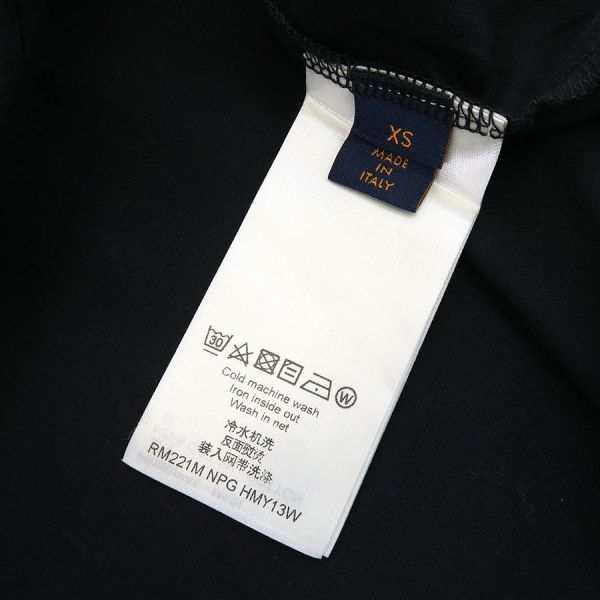 XS
MADE
IN
ITALY
30
W
Cold machine wash
Iron inside out
Wash in net
冷水机洗
反面熨烫
装入网带洗涤
RM221M NPG HMY13W